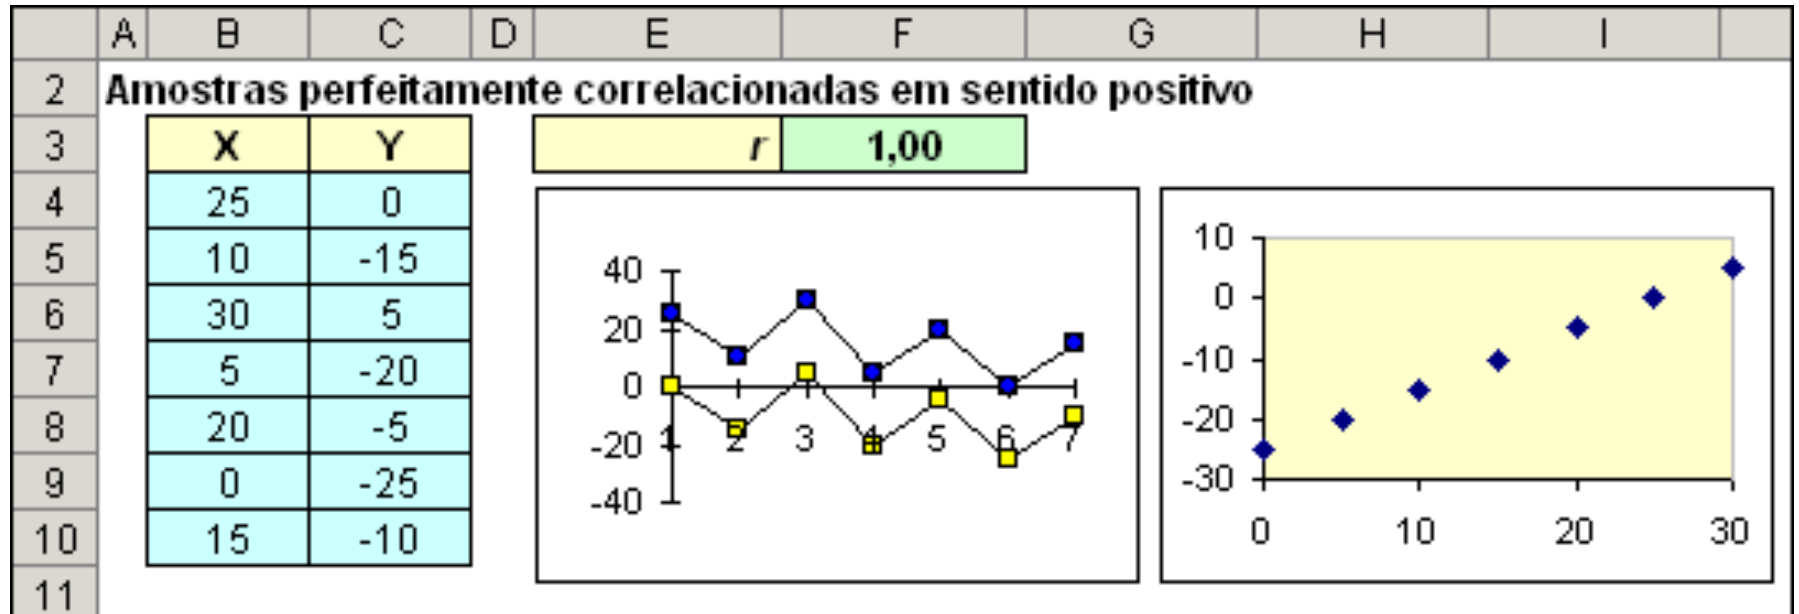 A B C D E F G H I
2 Amostras perfeitamente correlacionadas em sentido positivo
3 X Y r 1,00
4 25 0
5 10 -15
6 30 5
7 5 -20
8 20 -5
9 0 -25
10 15 -10
11
40
20
0
-20
-40
1 2 3 4 5 6 7
10
0
-10
-20
-30
0 10 20 30